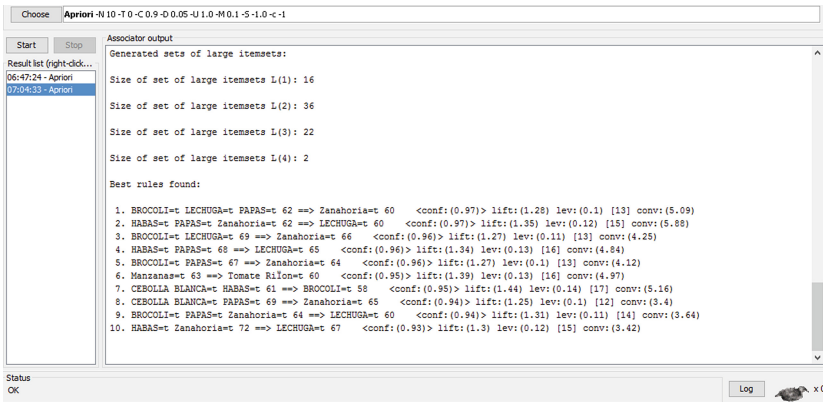 Choose Apriori -N 10 -T 0 -C 0.9 -D 0.05 -U 1.0 -M 0.1 -S -1.0 -c -1
Start Stop
Result list (right-click...
06:47:24 - Apriori
07:04:33 - Apriori
Associator output
Generated sets of large itemsets:
Size of set of large itemsets L(1): 16
Size of set of large itemsets L(2): 36
Size of set of large itemsets L(3): 22
Size of set of large itemsets L(4): 2
Best rules found:
1. BROCOLI=t LECHUGA=t PAPAS=t 62 ==> Zanahoria=t 60 <conf:(0.97)> lift:(1.28) lev:(0.1) [13] conv:(5.09)
2. HABAS=t PAPAS=t Zanahoria=t 62 ==> LECHUGA=t 60 <conf:(0.97)> lift:(1.35) lev:(0.12) [15] conv:(5.88)
3. BROCOLI=t LECHUGA=t 69 ==> Zanahoria=t 66 <conf:(0.96)> lift:(1.27) lev:(0.11) [13] conv:(4.25)
4. HABAS=t PAPAS=t 68 ==> LECHUGA=t 65 <conf:(0.96)> lift:(1.34) lev:(0.13) [16] conv:(4.84)
5. BROCOLI=t PAPAS=t 67 ==> Zanahoria=t 64 <conf:(0.96)> lift:(1.27) lev:(0.1) [13] conv:(4.12)
6. Manzanas=t 63 ==> Tomate RiÏon=t 60 <conf:(0.95)> lift:(1.39) lev:(0.13) [16] conv:(4.97)
7. CEBOLLA BLANCA=t HABAS=t 61 ==> BROCOLI=t 58 <conf:(0.95)> lift:(1.44) lev:(0.14) [17] conv:(5.16)
8. CEBOLLA BLANCA=t PAPAS=t 69 ==> Zanahoria=t 65 <conf:(0.94)> lift:(1.25) lev:(0.1) [12] conv:(3.4)
9. BROCOLI=t PAPAS=t Zanahoria=t 64 ==> LECHUGA=t 60 <conf:(0.94)> lift:(1.31) lev:(0.11) [14] conv:(3.64)
10. HABAS=t Zanahoria=t 72 ==> LECHUGA=t 67 <conf:(0.93)> lift:(1.3) lev:(0.12) [15] conv:(3.42)
Status
OK
Log
x 0